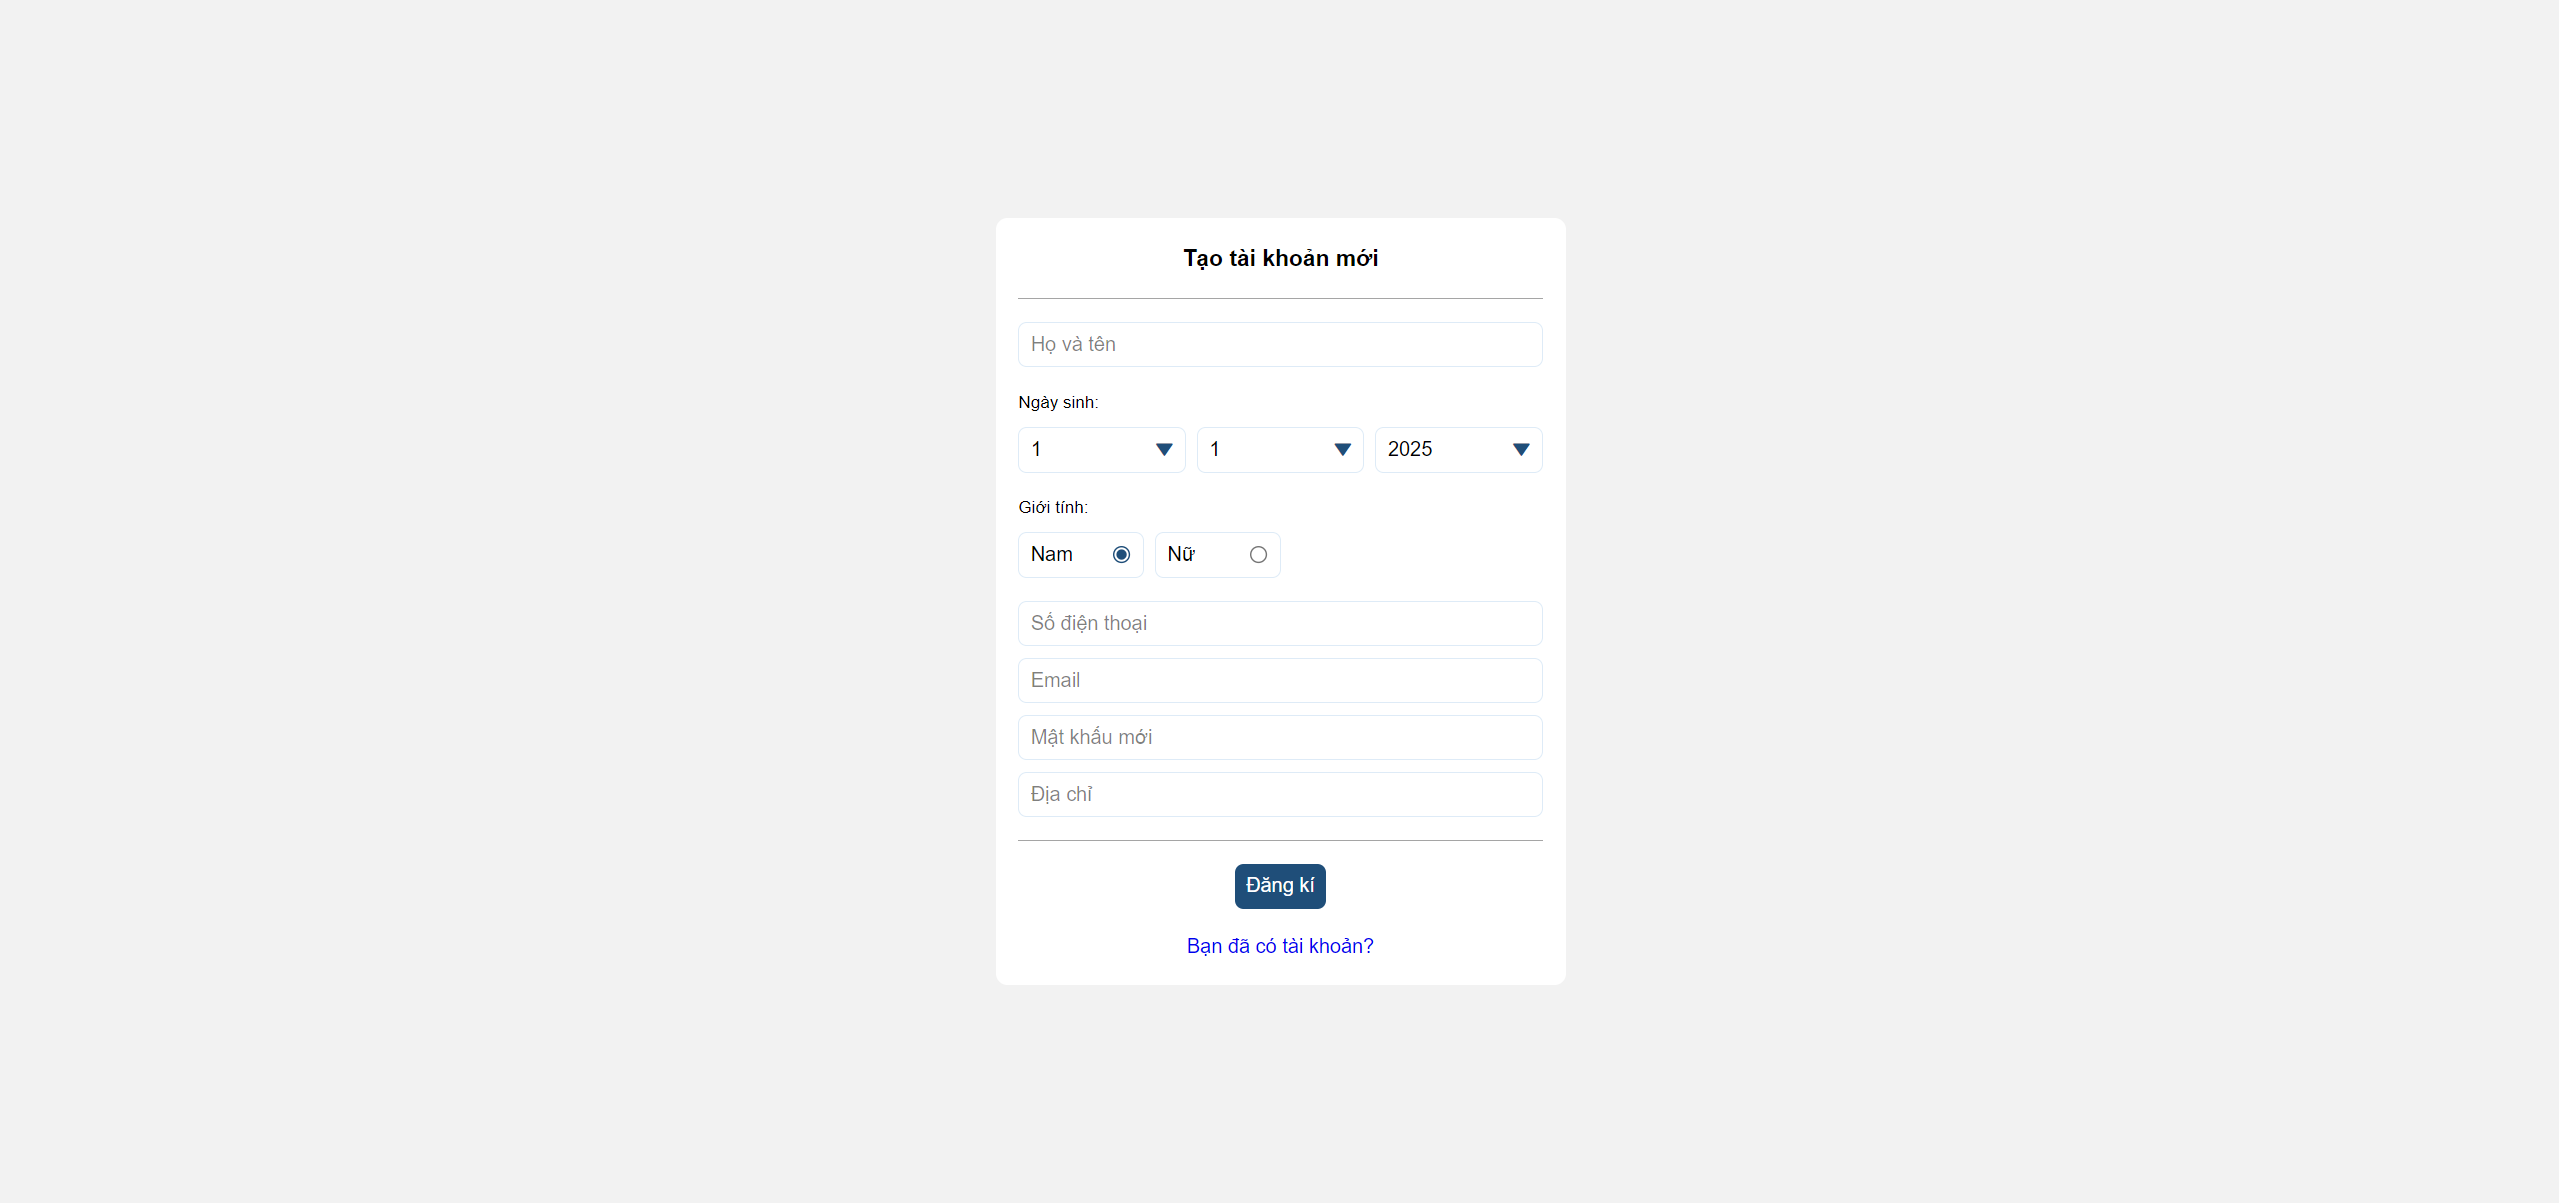 Tạo tài khoản mới
Họ và tên
Ngày sinh:
1 1 2025
Giới tính:
Nam Nữ
Số điện thoại
Email
Mật khẩu mới
Địa chỉ
Đăng kí
Bạn đã có tài khoản?